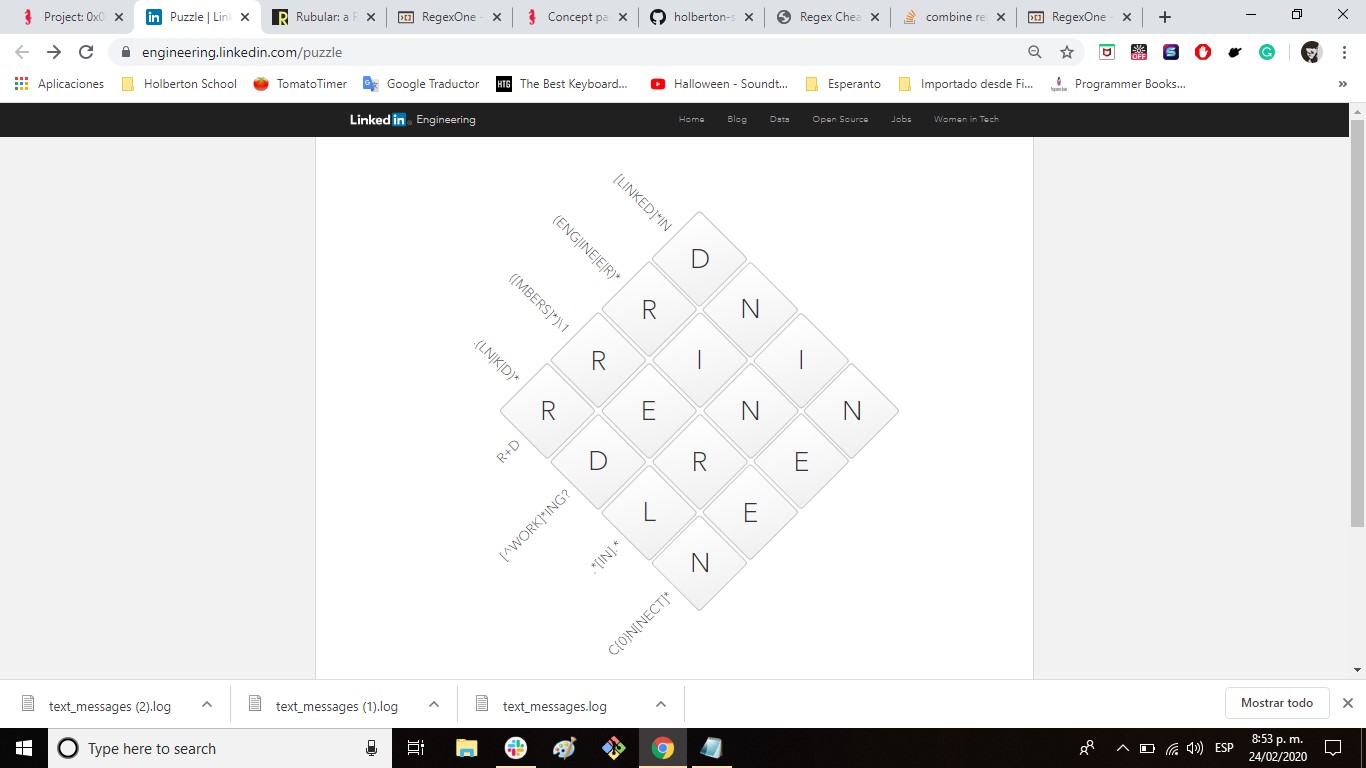 Project: 0x0
Puzzle | Lin
Rubular: a R
RegexOne -
Concept pa
holberton-s
Regex Chea
combine re
RegexOne -
engineering.linkedin.com/puzzle
Aplicaciones
Holberton School
TomatoTimer
Google Traductor
HTG
The Best Keyboard...
Halloween - Soundt...
Esperanto
Importado desde Fi...
Programmer Books...
»
Linked in Engineering
Home
Blog
Data
Open Source
Jobs
Women in Tech
[LINKED]*IN
(ENG|INE|E|R)*
([MBERS]*)\1
.(LN|K|D)*
R+D
[^WORK]*ING?
.*[IN].*
C{0}N[NECT]*
D
R N
R I I
R E N N
D R E
L E
N
text_messages (2).log
text_messages (1).log
text_messages.log
Mostrar todo
Type here to search
ESP
8:53 p. m.
24/02/2020